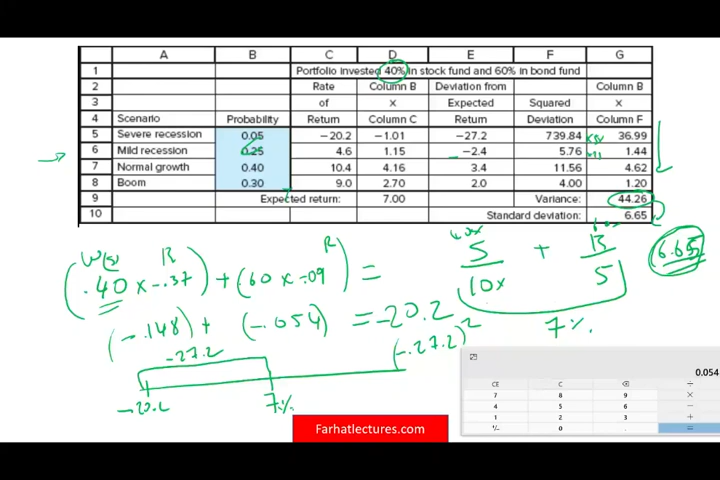 A B C D E F G
1 Portfolio invested 40% in stock fund and 60% in bond fund
2 Rate Column B Deviation from Column B
3 of x Expected Squared x
4 Scenario Probability Return Column C Return Deviation Column F
5 Severe recession 0.05 −20.2 −1.01 −27.2 739.84 36.99
6 Mild recession 0.25 4.6 1.15 −2.4 5.76 1.44
7 Normal growth 0.40 10.4 4.16 3.4 11.56 4.62
8 Boom 0.30 9.0 2.70 2.0 4.00 1.20
9 Expected return: 7.00 Variance: 44.26
10 Standard deviation: 6.65
6.65
(.40 x -.37) + (.60 x -.09) =
S/10% + B/5
(-.148) + (-.054) = -20.2
7%
-27.2
(-.27.2)²
-20.2 7%
0.054
CE C ÷
7 8 9 ×
4 5 6 −
1 2 3 +
+/- 0 . =
Farhatlectures.com